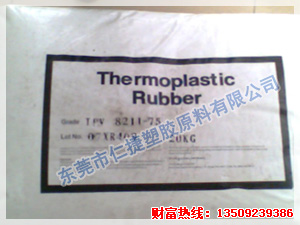 Thermoplastic
Rubber
Grade TPV 8211-75
Lot No.
20KG
东莞市仁捷塑胶原料有限公司
财富热线：13509239386